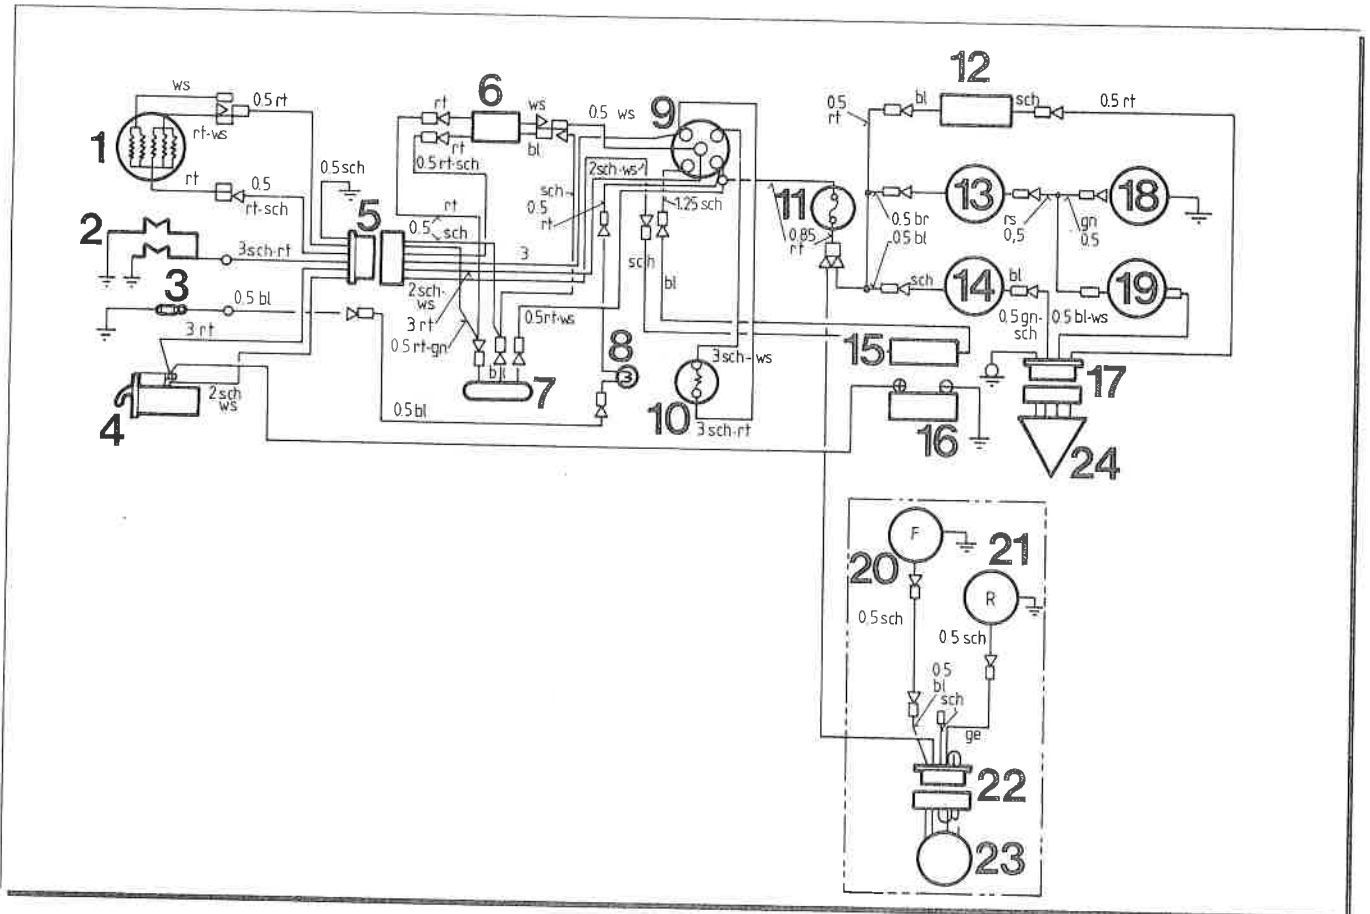 ws
0.5 rt
1
rt-ws
rt
0.5
rt-sch
0.5 sch
2
5
3 sch-rt
3
0,5 bl
3 rt
4
2 sch
ws
rt
6
ws
0.5 ws
9
rt
bl
0.5 rt-sch
2sch-ws
sch
rt
0.5
sch
0.5
rt
1.25 sch
3
2 sch-
ws
3 rt
0.5 rt-gn
0.5rt-ws
sch
bl
8
3
7
0.5 bl
3sch-ws
10
3 sch-rt
11
0.85
rt
12
0.5
rt
bl
sch
0.5 rt
13
18
0.5 br
0.5 bl
rs
0,5
gn
0.5
sch
14
bl
19
0,5 gn-
sch
0.5 bl-ws
15
17
16
24
F
20
21
R
0,5 sch
0.5 sch
0.5
bl
sch
ge
22
23